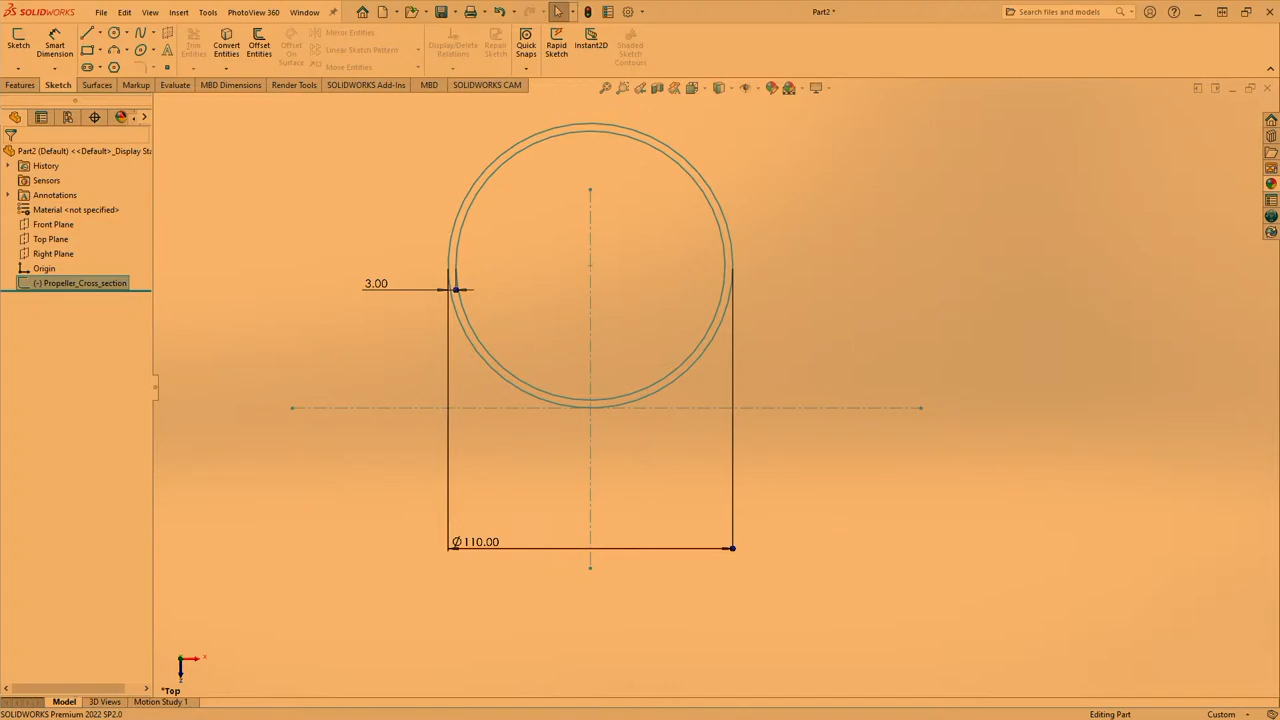 SOLIDWORKS File Edit View Insert Tools PhotoView 360 Window Part2 * Search files and models
Sketch Smart Dimension Trim Entities Convert Entities Offset Entities Offset On Surface Mirror Entities Linear Sketch Pattern Move Entities Display/Delete Relations Repair Sketch Quick Snaps Rapid Sketch Instant2D Shaded Sketch Contours
Features Sketch Surfaces Markup Evaluate MBD Dimensions Render Tools SOLIDWORKS Add-Ins MBD SOLIDWORKS CAM
Part2 (Default) <<Default>_Display Sta
History
Sensors
Annotations
Material <not specified>
Front Plane
Top Plane
Right Plane
Origin
(-) Propeller_Cross_section
3.00
Ø110.00
x
*Top
Model 3D Views Motion Study 1
SOLIDWORKS Premium 2022 SP2.0 Editing Part Custom